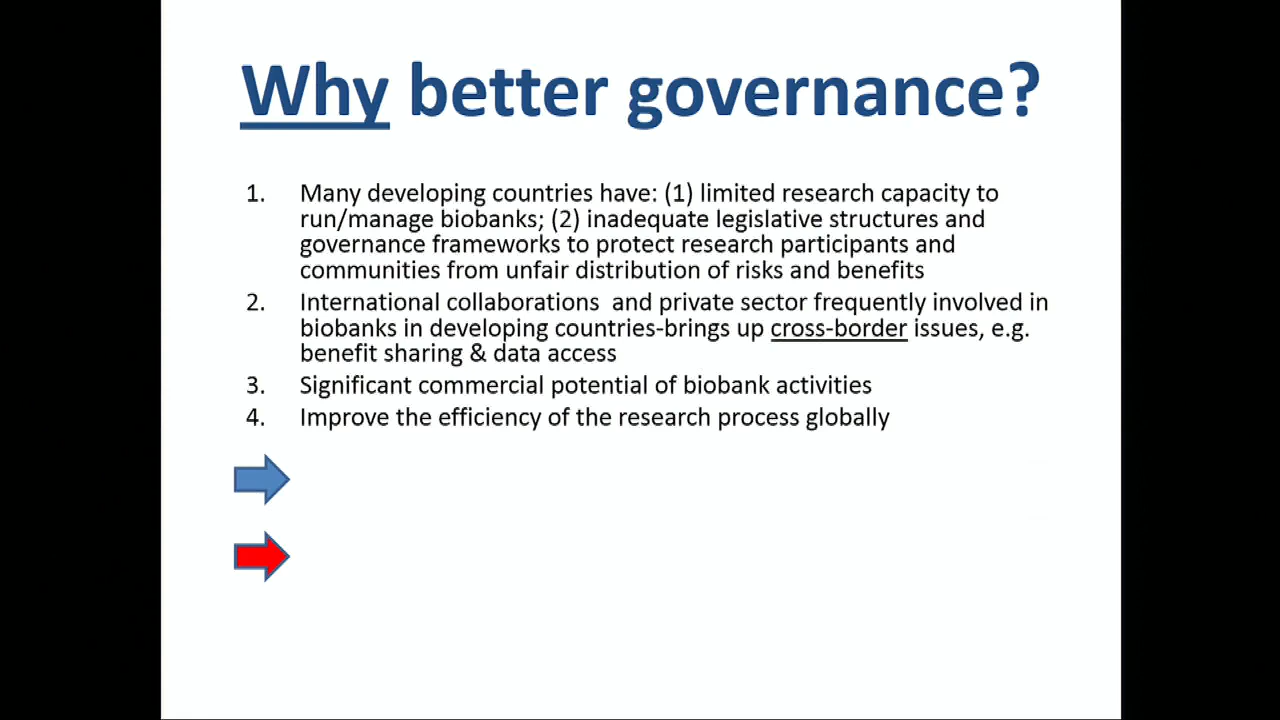 Why better governance?
1. Many developing countries have: (1) limited research capacity to
run/manage biobanks; (2) inadequate legislative structures and
governance frameworks to protect research participants and
communities from unfair distribution of risks and benefits
2. International collaborations  and private sector frequently involved in
biobanks in developing countries-brings up cross-border issues, e.g.
benefit sharing & data access
3. Significant commercial potential of biobank activities
4. Improve the efficiency of the research process globally